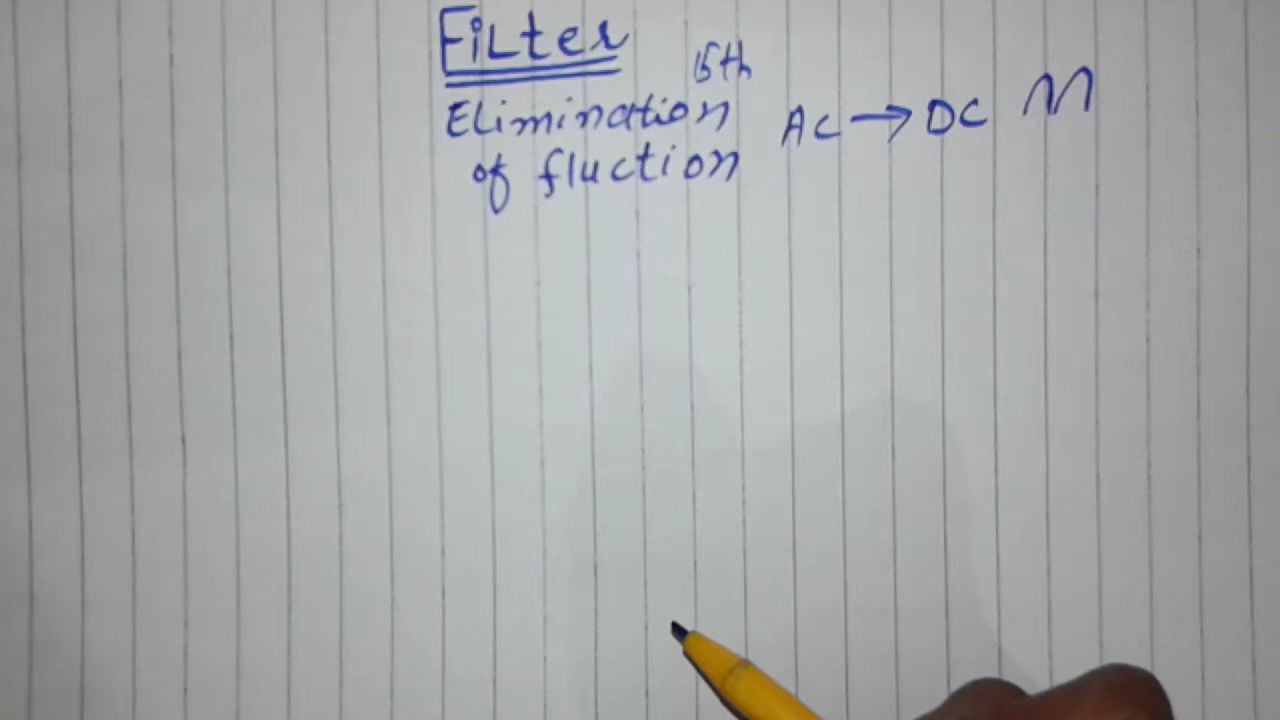 FiLter
15th
Elimination
of fluction
AC → DC